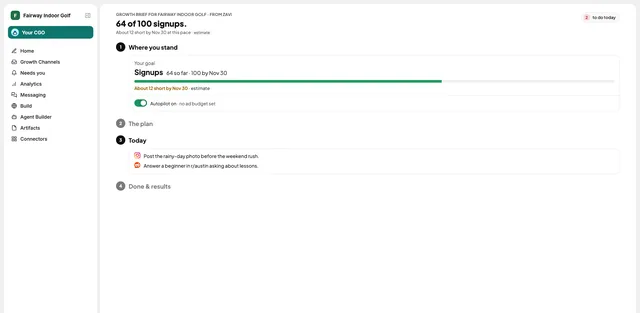 F Fairway Indoor Golf
Your CGO
Home
Growth Channels
Needs you
Analytics
Messaging
Build
Agent Builder
Artifacts
Connectors
GROWTH BRIEF FOR FAIRWAY INDOOR GOLF · FROM ZAVI
64 of 100 signups.
About 12 short by Nov 30 at this pace · estimate
2 to do today
1 Where you stand
Your goal
Signups 64 so far · 100 by Nov 30
About 12 short by Nov 30 · estimate
Autopilot on · no ad budget set
2 The plan
3 Today
Post the rainy-day photo before the weekend rush.
Answer a beginner in r/austin asking about lessons.
4 Done & results